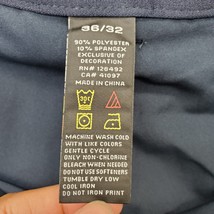 36/32
90% POLYESTER
10% SPANDEX
EXCLUSIVE OF
DECORATION
RN# 126492
CA# 41097
MADE IN CHINA
MACHINE WASH COLD
WITH LIKE COLORS
GENTLE CYCLE
ONLY NON-CHLORINE
BLEACH WHEN NEEDED
DO NOT USE SOFTENERS
TUMBLE DRY LOW
COOL IRON
DO NOT IRON PRINT